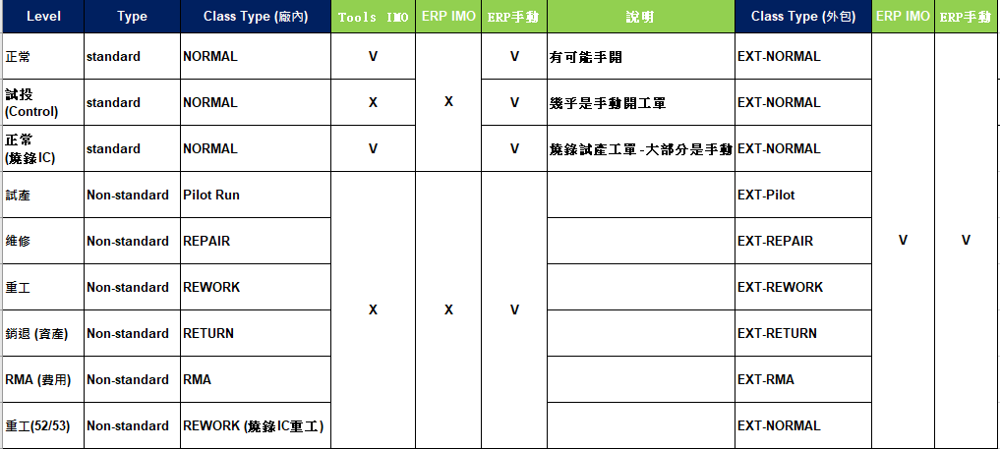 Level Type Class Type (廠內) Tools IMO ERP IMO ERP手動 說明 Class Type (外包) ERP IMO ERP手動
正常 standard NORMAL V V 有可能手開 EXT-NORMAL
試投
(Control) standard NORMAL X X V 幾乎是手動開工單 EXT-NORMAL
正常
(燒錄IC) standard NORMAL V V 燒錄試產工單-大部分是手動 EXT-NORMAL
試產 Non-standard Pilot Run EXT-Pilot
維修 Non-standard REPAIR EXT-REPAIR V V
重工 Non-standard REWORK EXT-REWORK
X X V
銷退 (資產) Non-standard RETURN EXT-RETURN
RMA (費用) Non-standard RMA EXT-RMA
重工(52/53) Non-standard REWORK (燒錄IC重工) EXT-NORMAL